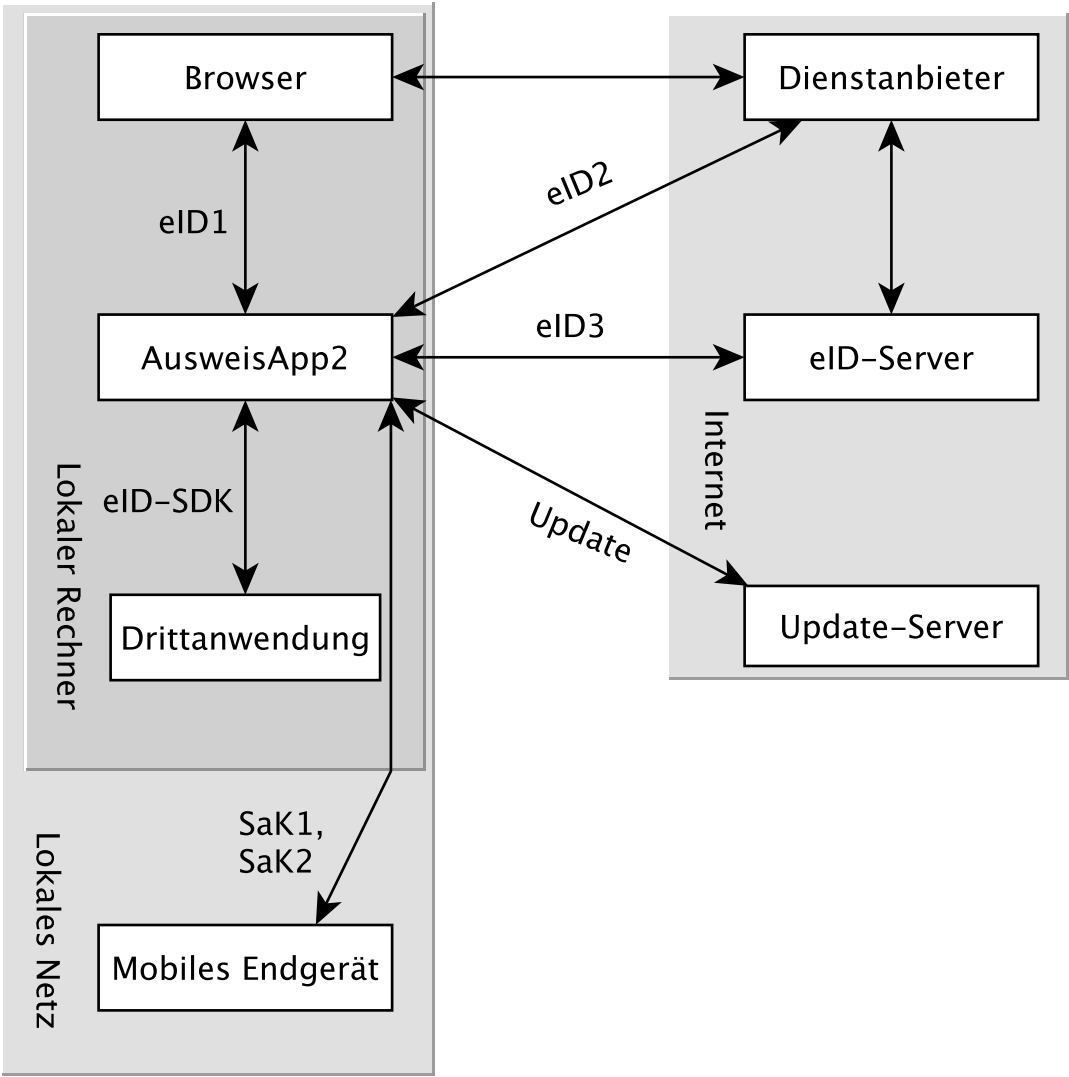 Browser
Dienstanbieter
eID1
eID2
AusweisApp2
eID3
eID–Server
Internet
Lokaler Rechner
eID–SDK
Update
Drittanwendung
Update–Server
SaK1,
SaK2
Lokales Netz
Mobiles Endgerät